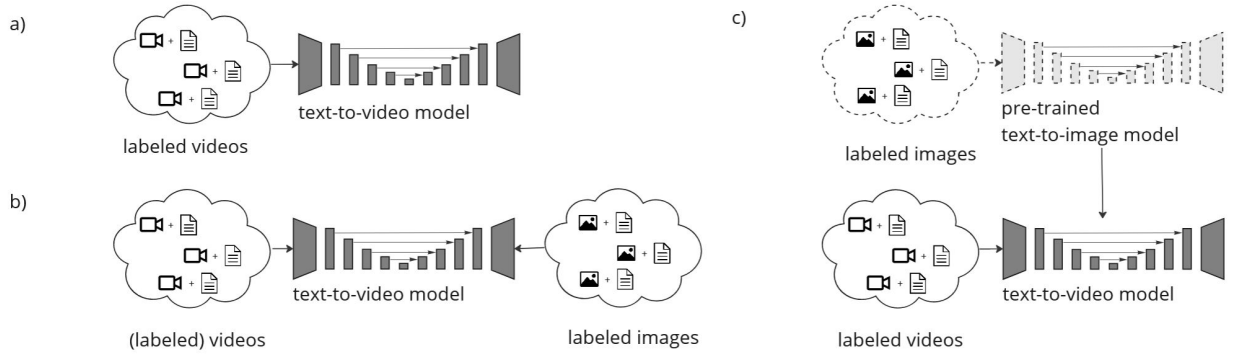 a)
+
+
+
text-to-video model
labeled videos
b)
+
+
+
text-to-video model
+
+
+
(labeled) videos
labeled images
c)
+
+
+
pre-trained
text-to-image model
labeled images
+
+
+
text-to-video model
labeled videos